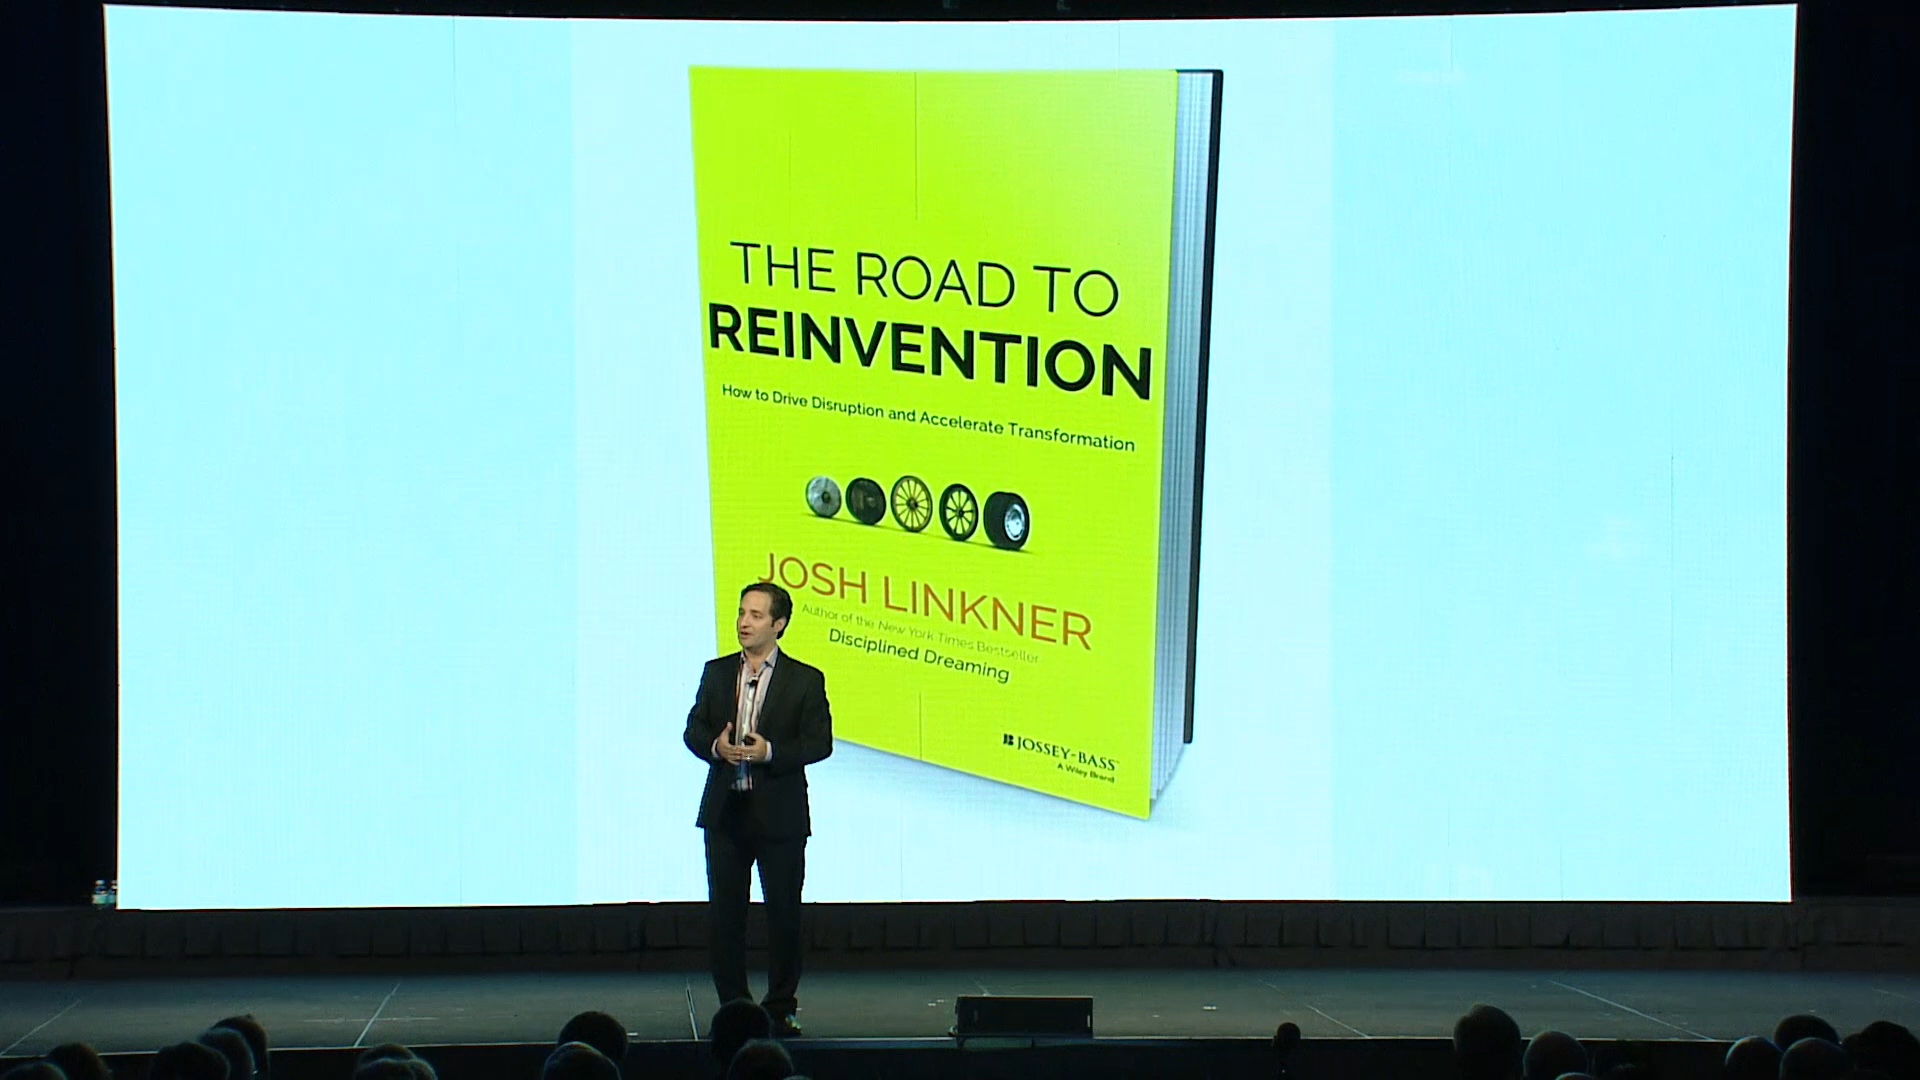 THE ROAD TO
REINVENTION
How to Drive Disruption and Accelerate Transformation
JOSH LINKNER
Author of the New York Times Bestseller
Disciplined Dreaming
JOSSEY-BASS
A Wiley Brand